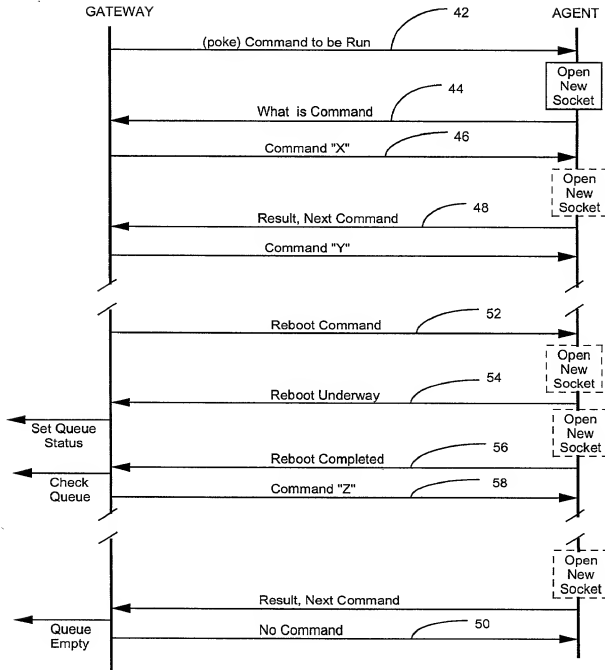 GATEWAY
42
AGENT
(poke) Command to be Run
Open
New
Socket
44
What is Command
46
Command "X"
Open
New
Socket
48
Result, Next Command
Command "Y"
52
Reboot Command
Open
New
Socket
54
Reboot Underway
Set Queue
Status
Open
New
Socket
56
Reboot Completed
Check
Queue
58
Command "Z"
Open
New
Socket
Result, Next Command
50
Queue
Empty
No Command